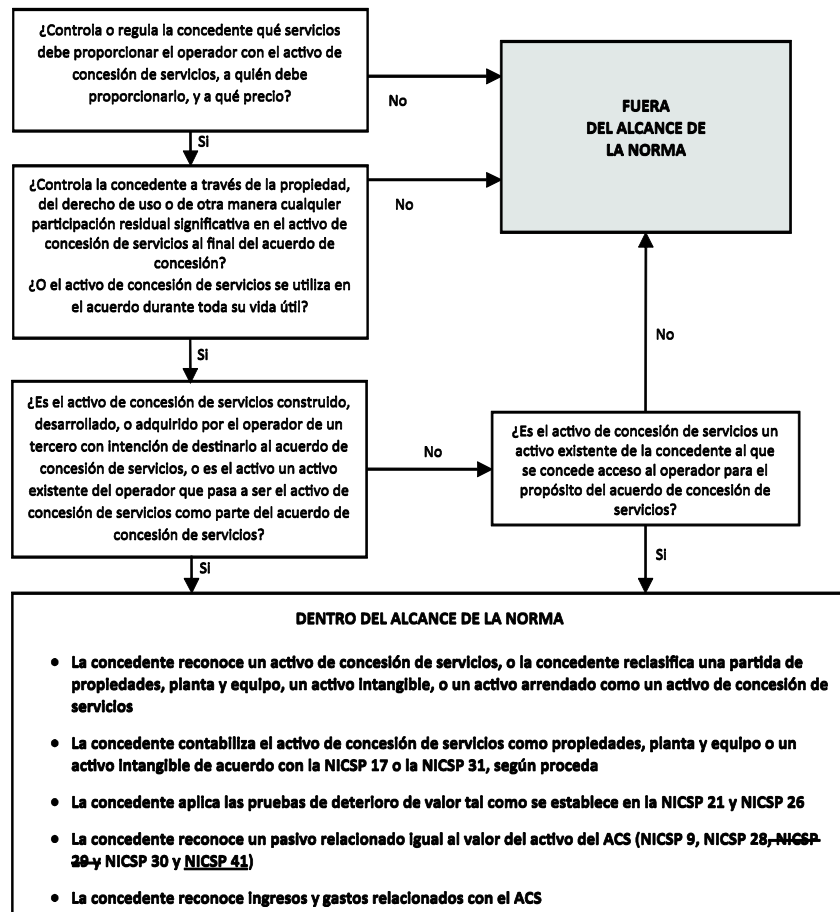 ¿Controla o regula la concedente qué servicios
debe proporcionar el operador con el activo de
concesión de servicios, a quién debe
proporcionarlo, y a qué precio?
No
FUERA
DEL ALCANCE DE
LA NORMA
Si
¿Controla la concedente a través de la propiedad,
del derecho de uso o de otra manera cualquier
participación residual significativa en el activo de
concesión de servicios al final del acuerdo de
concesión?
¿O el activo de concesión de servicios se utiliza en
el acuerdo durante toda su vida útil?
No
Si
No
¿Es el activo de concesión de servicios construido,
desarrollado, o adquirido por el operador de un
tercero con intención de destinarlo al acuerdo de
concesión de servicios, o es el activo un activo
existente del operador que pasa a ser el activo de
concesión de servicios como parte del acuerdo de
concesión de servicios?
No
¿Es el activo de concesión de servicios un
activo existente de la concedente al que
se concede acceso al operador para el
propósito del acuerdo de concesión de
servicios?
Si
Si
DENTRO DEL ALCANCE DE LA NORMA
• La concedente reconoce un activo de concesión de servicios, o la concedente reclasifica una partida de
propiedades, planta y equipo, un activo intangible, o un activo arrendado como un activo de concesión de
servicios
• La concedente contabiliza el activo de concesión de servicios como propiedades, planta y equipo o un
activo intangible de acuerdo con la NICSP 17 o la NICSP 31, según proceda
• La concedente aplica las pruebas de deterioro de valor tal como se establece en la NICSP 21 y NICSP 26
• La concedente reconoce un pasivo relacionado igual al valor del activo del ACS (NICSP 9, NICSP 28, NICSP
29 y NICSP 30 y NICSP 41)
• La concedente reconoce ingresos y gastos relacionados con el ACS